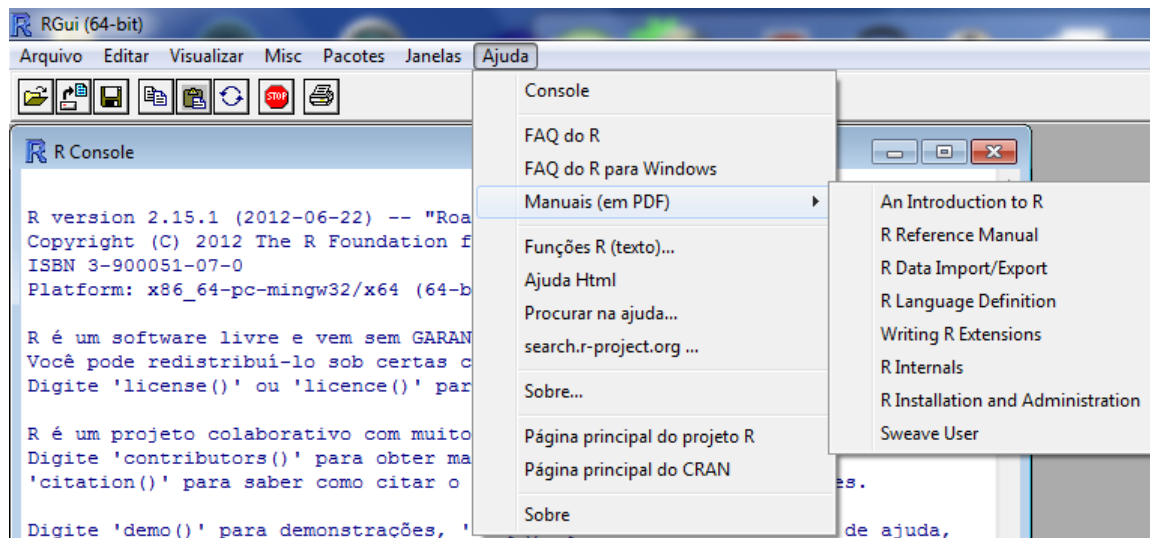 RGui (64-bit)
Arquivo Editar Visualizar Misc Pacotes Janelas Ajuda
STOP
R Console
R version 2.15.1 (2012-06-22) -- "Roa
Copyright (C) 2012 The R Foundation f
ISBN 3-900051-07-0
Platform: x86_64-pc-mingw32/x64 (64-b
R é um software livre e vem sem GARAN
Você pode redistribuí-lo sob certas c
Digite 'license()' ou 'licence()' par
R é um projeto colaborativo com muito
Digite 'contributors()' para obter ma
'citation()' para saber como citar o
es.
Digite 'demo()' para demonstrações, '
de ajuda,
Console
FAQ do R
FAQ do R para Windows
Manuais (em PDF)
Funções R (texto)...
Ajuda Html
Procurar na ajuda...
search.r-project.org ...
Sobre...
Página principal do projeto R
Página principal do CRAN
Sobre
An Introduction to R
R Reference Manual
R Data Import/Export
R Language Definition
Writing R Extensions
R Internals
R Installation and Administration
Sweave User